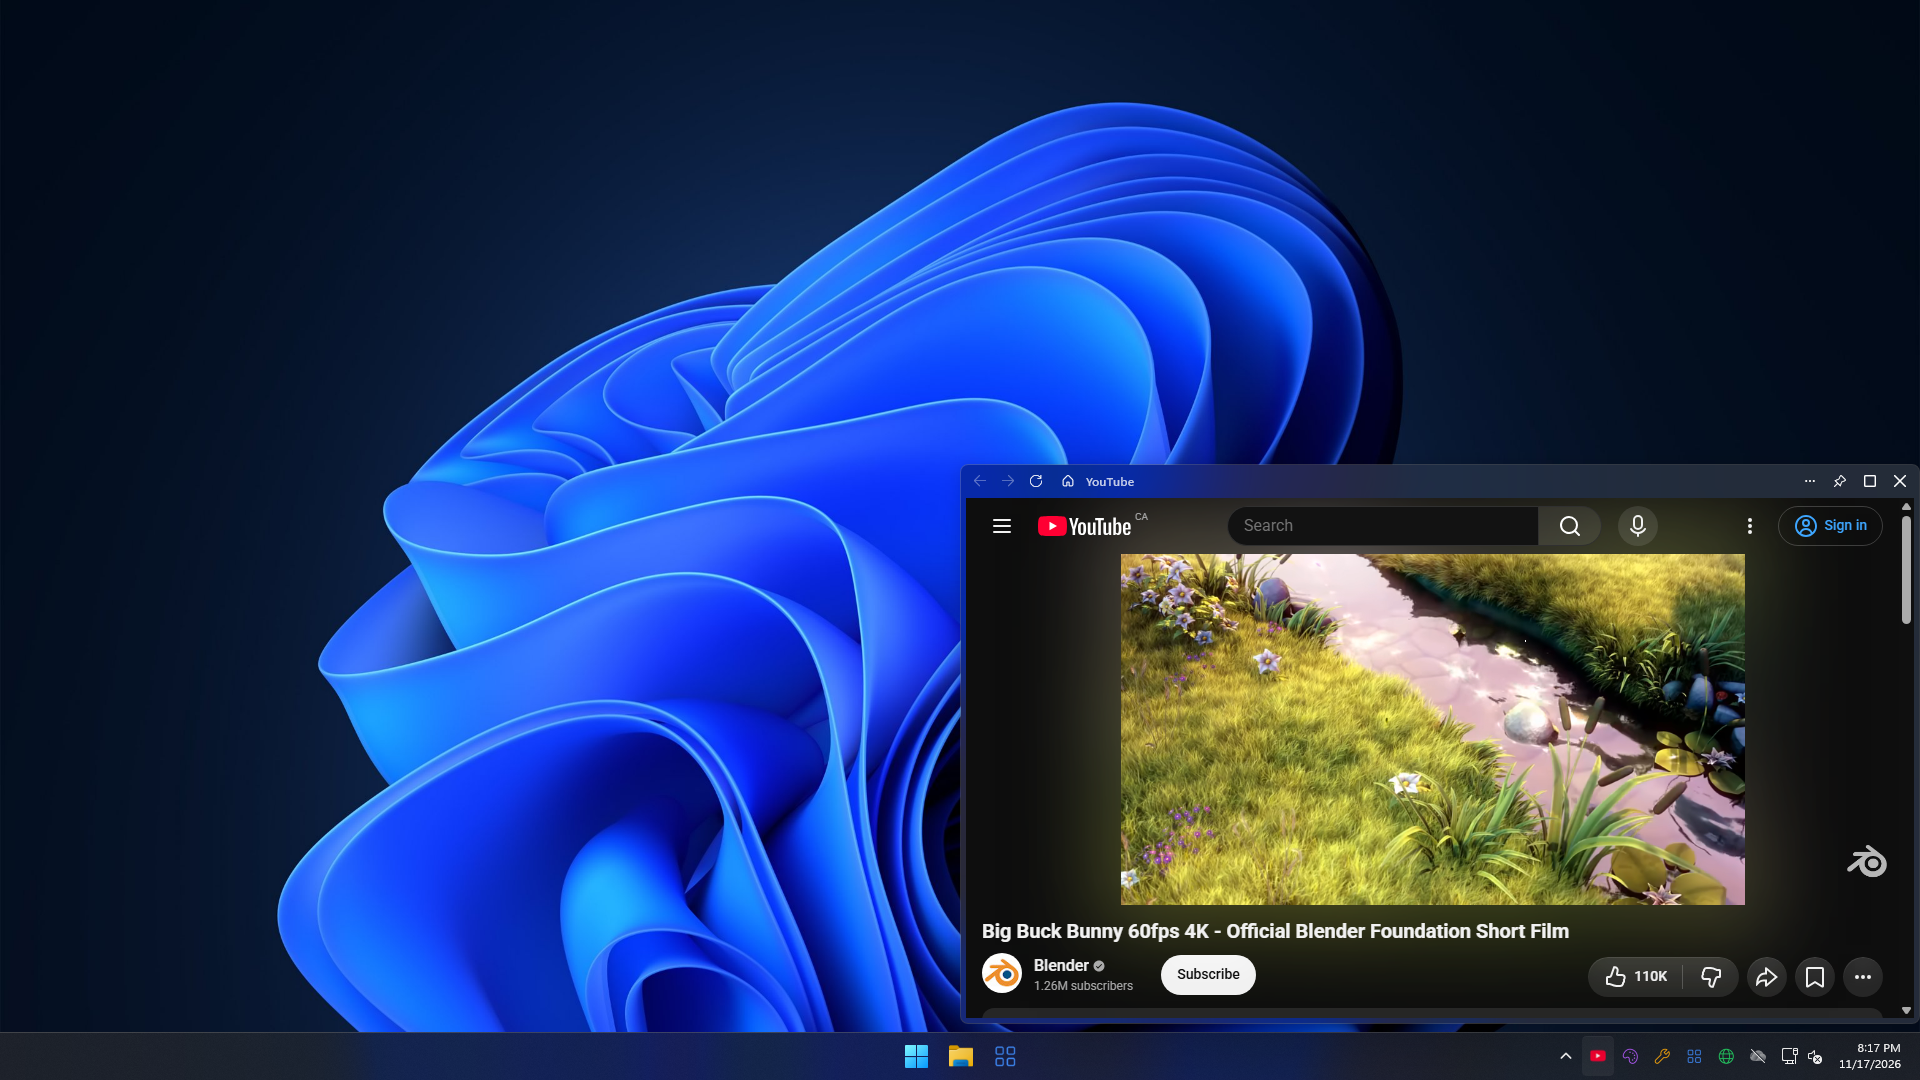 YouTube
YouTube CA
Search
Sign in
Big Buck Bunny 60fps 4K - Official Blender Foundation Short Film
Blender
1.26M subscribers
Subscribe
110K
8:17 PM
11/17/2026